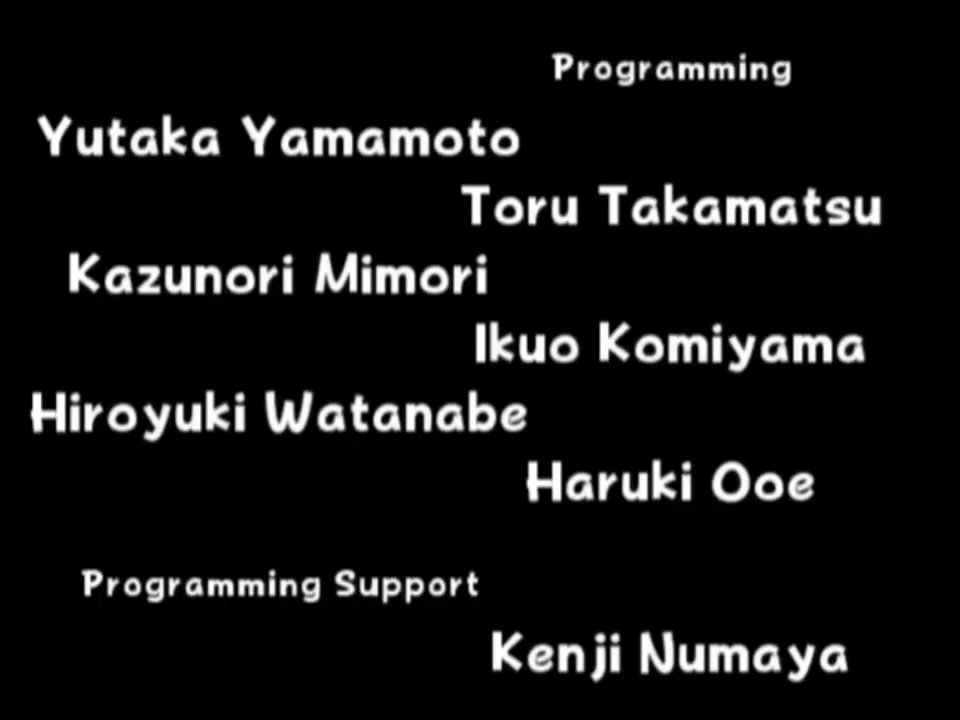 Programming
Yutaka Yamamoto
Toru Takamatsu
Kazunori Mimori
Ikuo Komiyama
Hiroyuki Watanabe
Haruki Ooe
Programming Support
Kenji Numaya